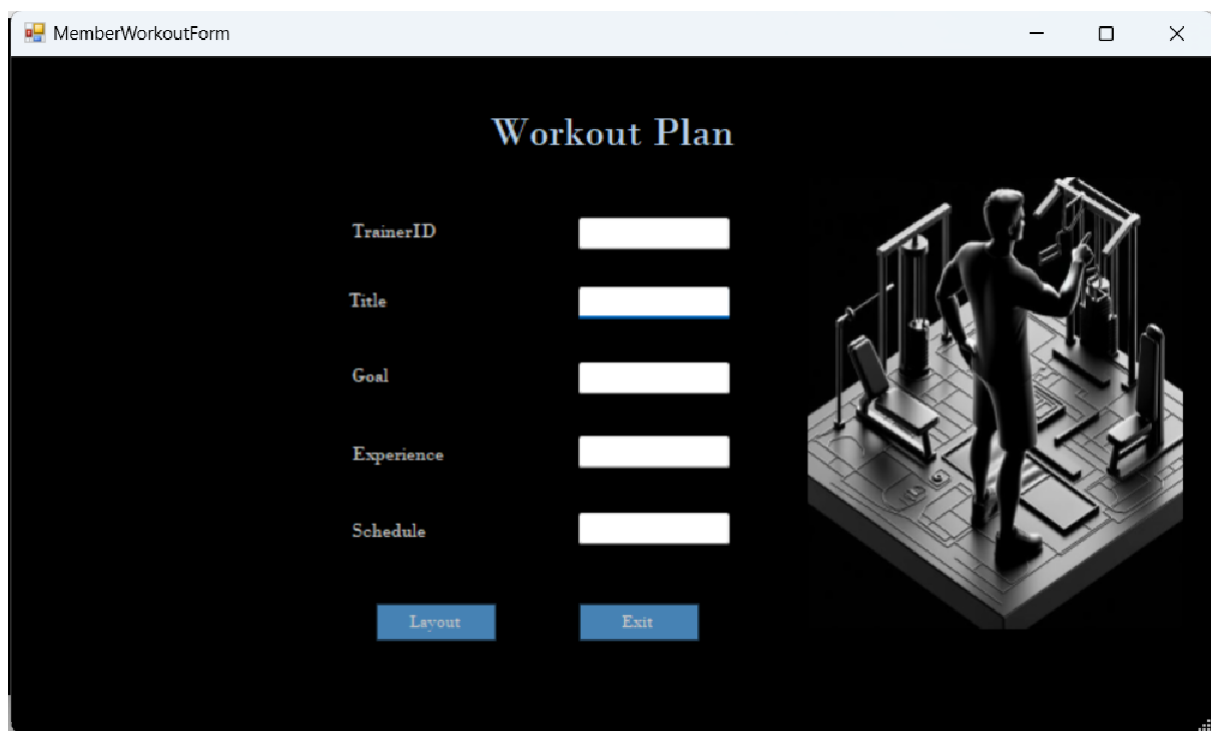 MemberWorkoutForm
Workout Plan
TrainerID
Title
Goal
Experience
Schedule
Layout Exit